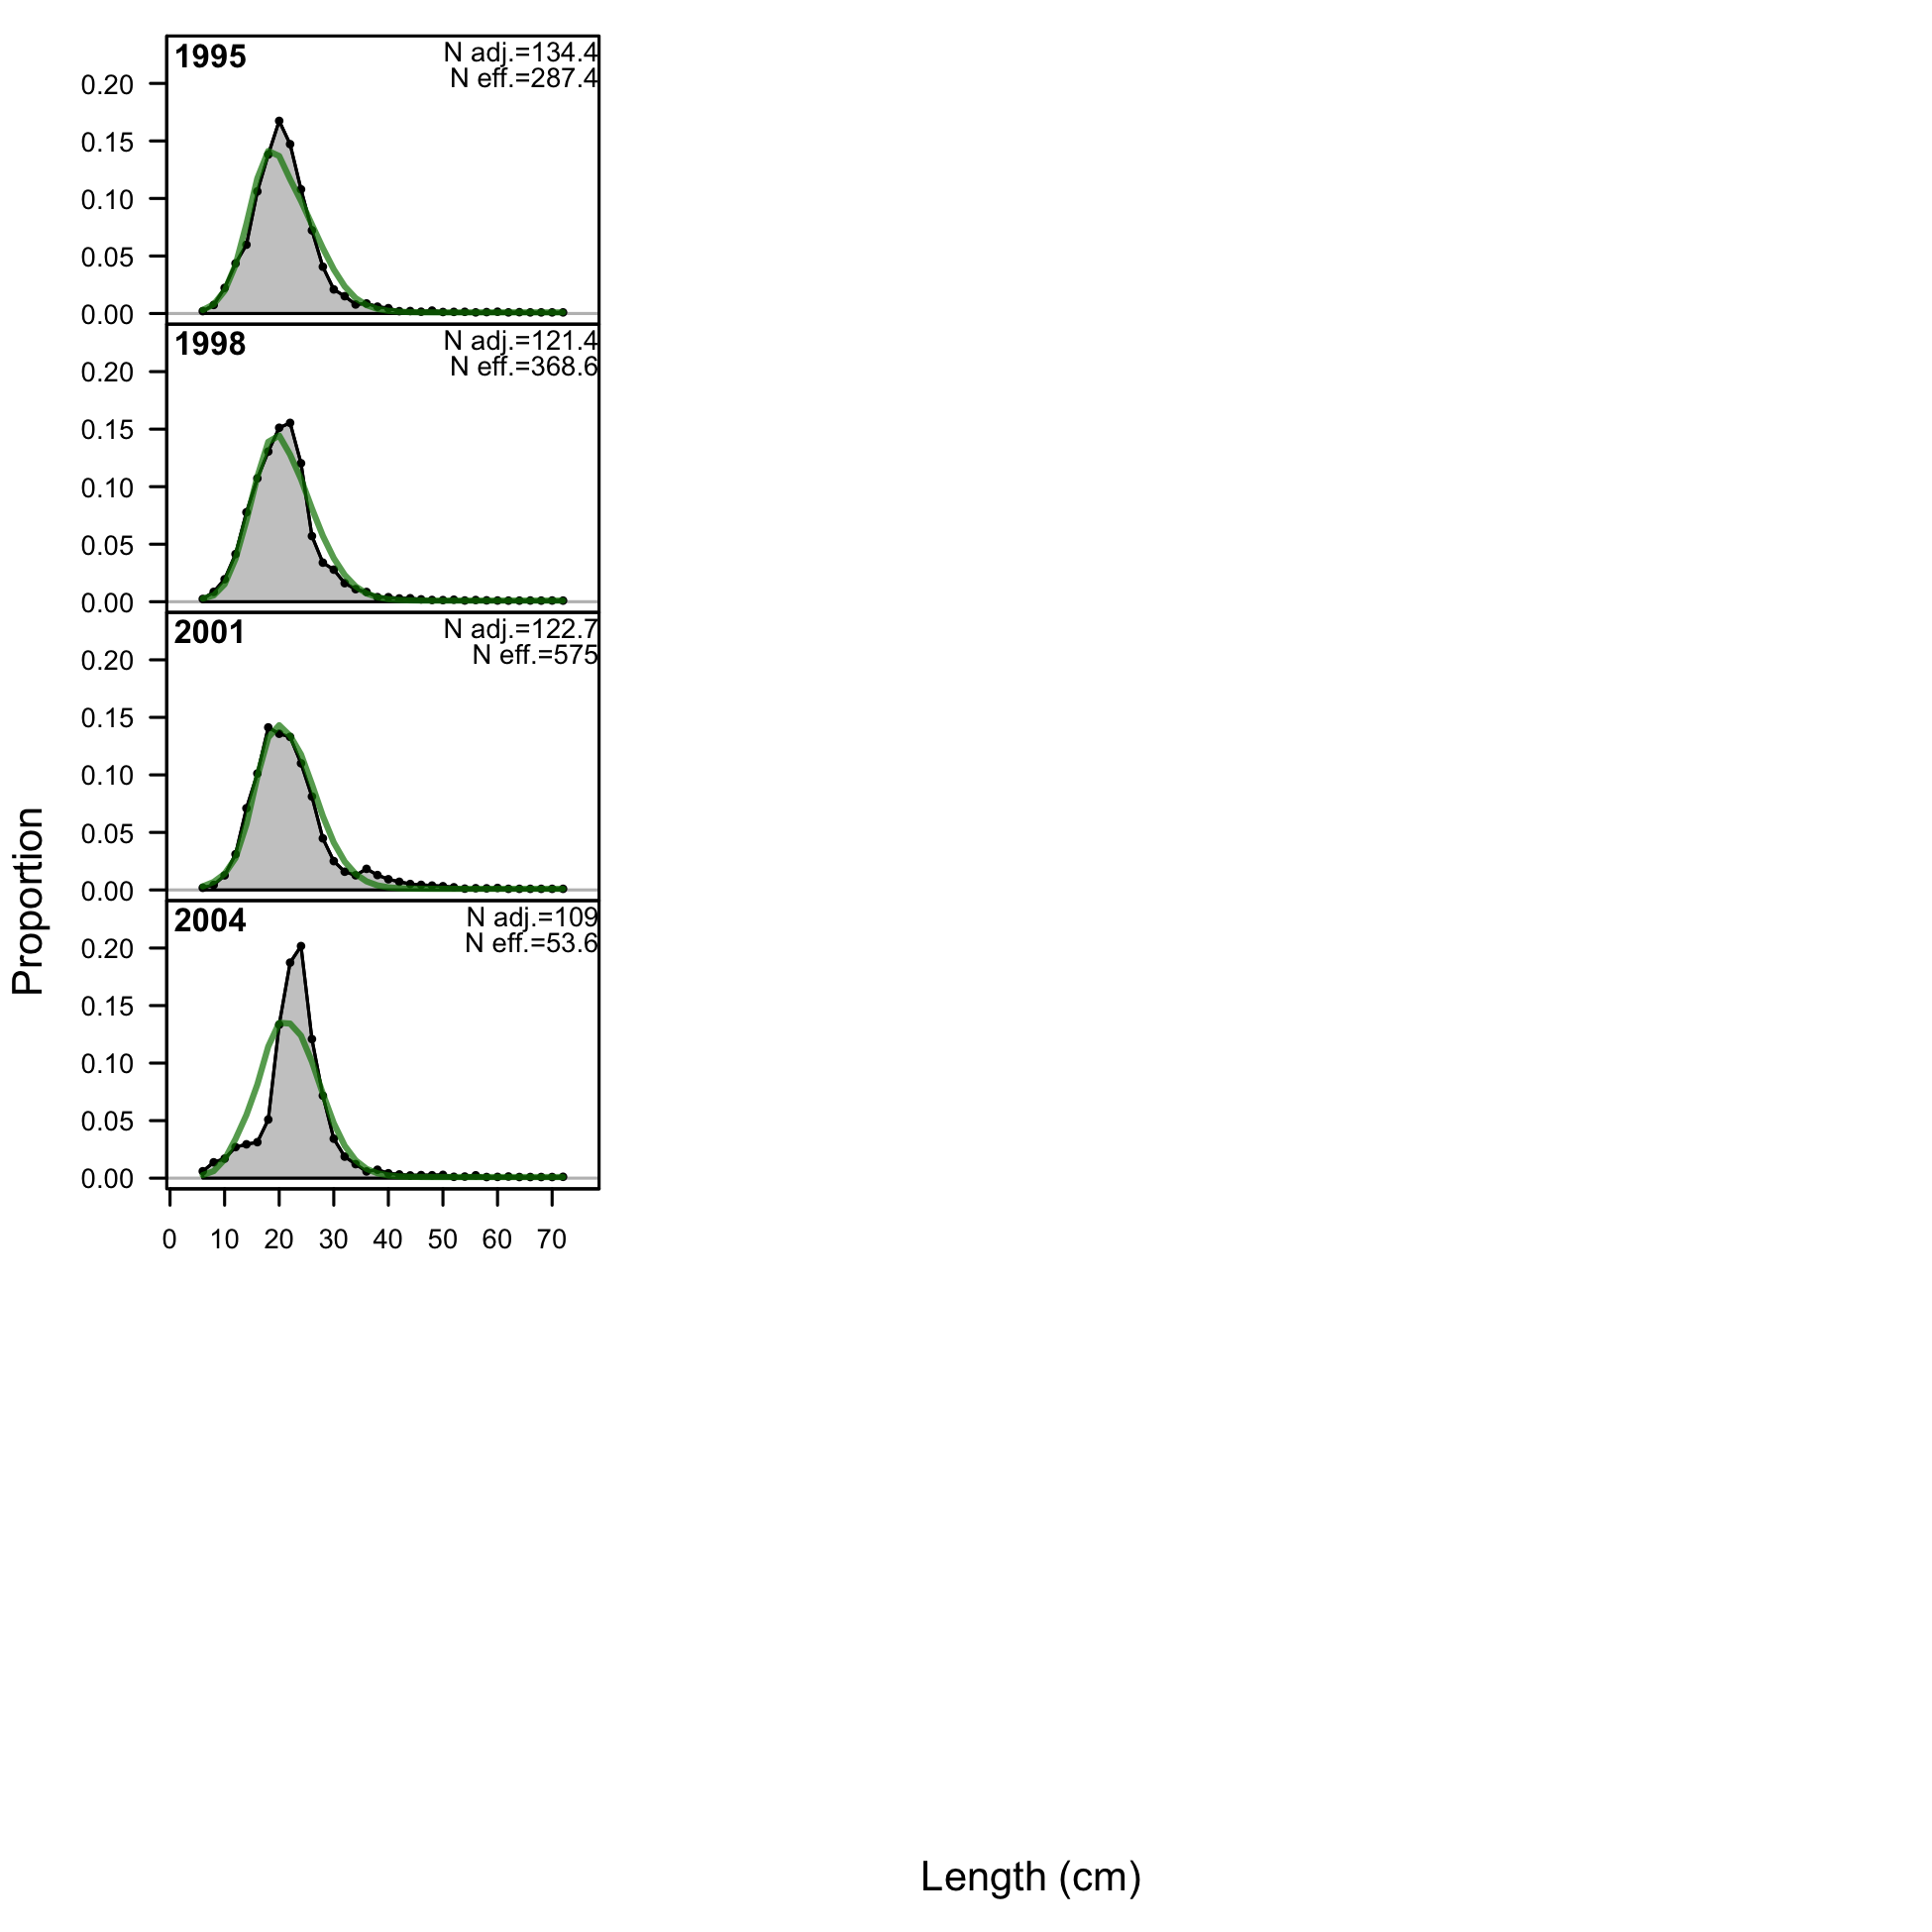 1995
N adj.=134.4
N eff.=287.4
0.20
0.15
0.10
0.05
0.00
1998
N adj.=121.4
N eff.=368.6
0.20
0.15
0.10
0.05
0.00
2001
N adj.=122.7
N eff.=575
0.20
0.15
0.10
0.05
0.00
2004
N adj.=109
N eff.=53.6
0.20
0.15
0.10
0.05
0.00
0 10 20 30 40 50 60 70
Proportion
Length (cm)